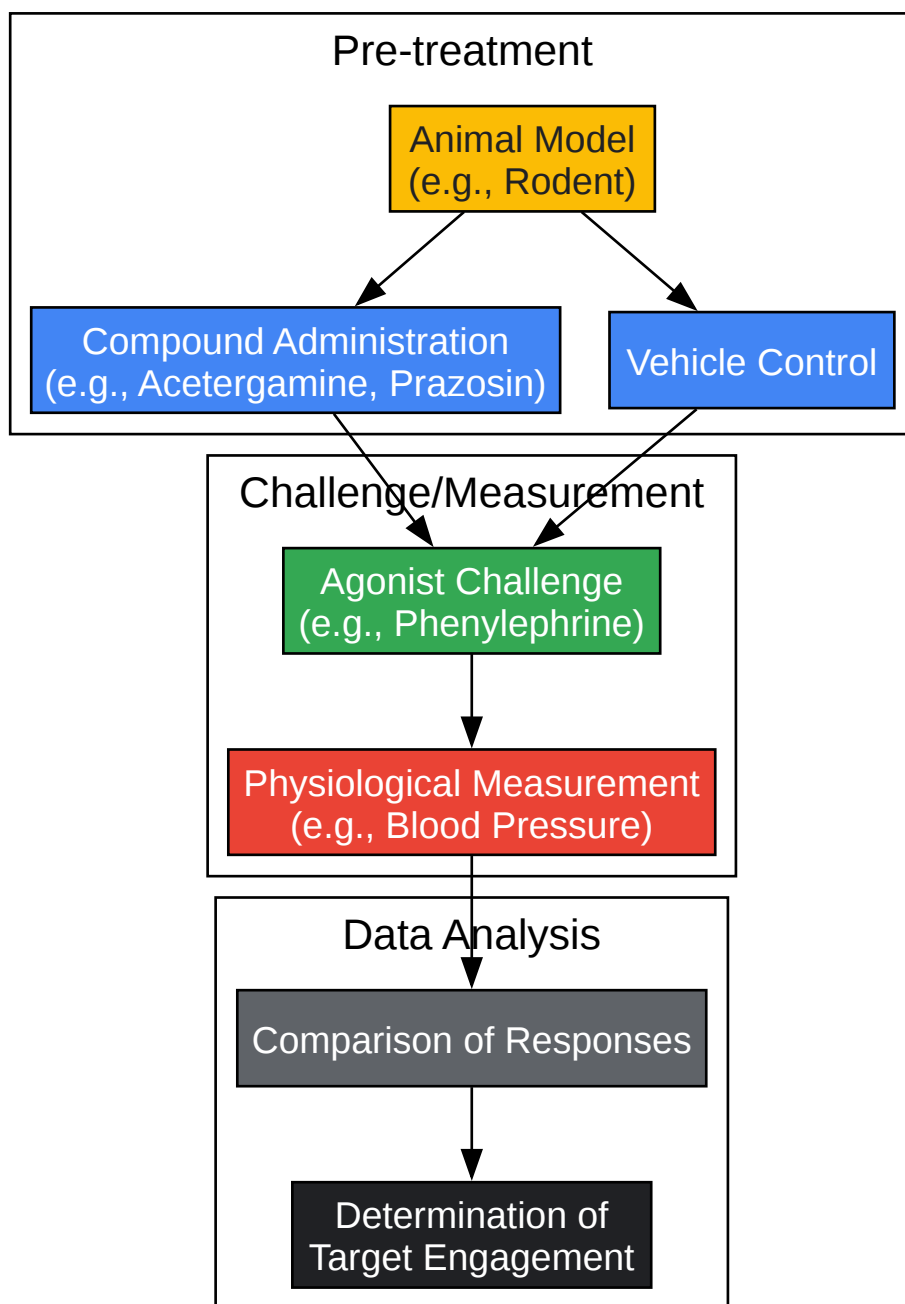 Pre-treatment
Animal Model
(e.g., Rodent)
Compound Administration
(e.g., Acetergamine, Prazosin)
Vehicle Control
Challenge/Measurement
Agonist Challenge
(e.g., Phenylephrine)
Physiological Measurement
(e.g., Blood Pressure)
Data Analysis
Comparison of Responses
Determination of
Target Engagement